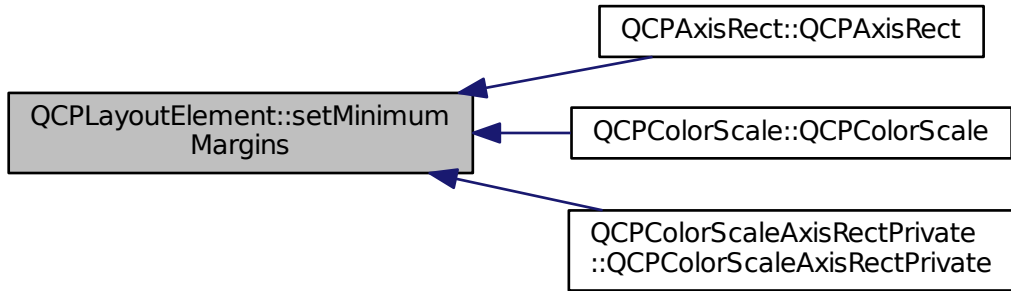 QCPAxisRect::QCPAxisRect
QCPLayoutElement::setMinimum
Margins
QCPColorScale::QCPColorScale
QCPColorScaleAxisRectPrivate
::QCPColorScaleAxisRectPrivate